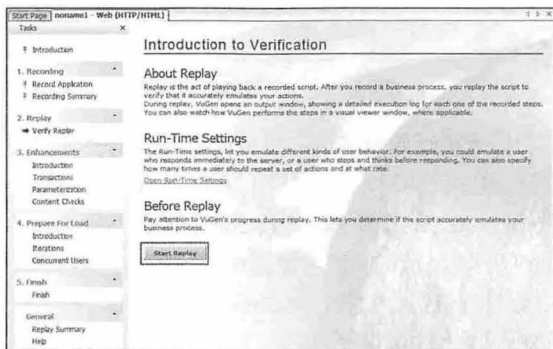 Start Page
noname1 - Web (HTTP/HTML)
Tasks
Introduction
1. Recording
Record Application
Recording Summary
2. Replay
Verify Replay
3. Enhancements
Introduction
Transactions
Parameterization
Content Checks
4. Prepare For Load
Introduction
Iterations
Concurrent Users
5. Finish
Finish
General
Replay Summary
Help
Introduction to Verification
About Replay
Replay is the act of playing back a recorded script. After you record a business process, you replay the script to
verify that it accurately emulates your actions.
During replay, VuGen opens an output window, showing a detailed execution log for each one of the recorded steps.
You can also watch how VuGen performs the steps in a visual viewer window, where applicable.
Run-Time Settings
The Run-Time settings, let you emulate different kinds of user behavior. For example, you could emulate a user
who responds immediately to the server, or a user who stops and thinks before responding. You can also specify
how many times a user should repeat a set of actions and at what rate.
Open Run-Time Settings
Before Replay
Pay attention to VuGen's progress during replay. This lets you determine if the script accurately emulates your
business process.
Start Replay